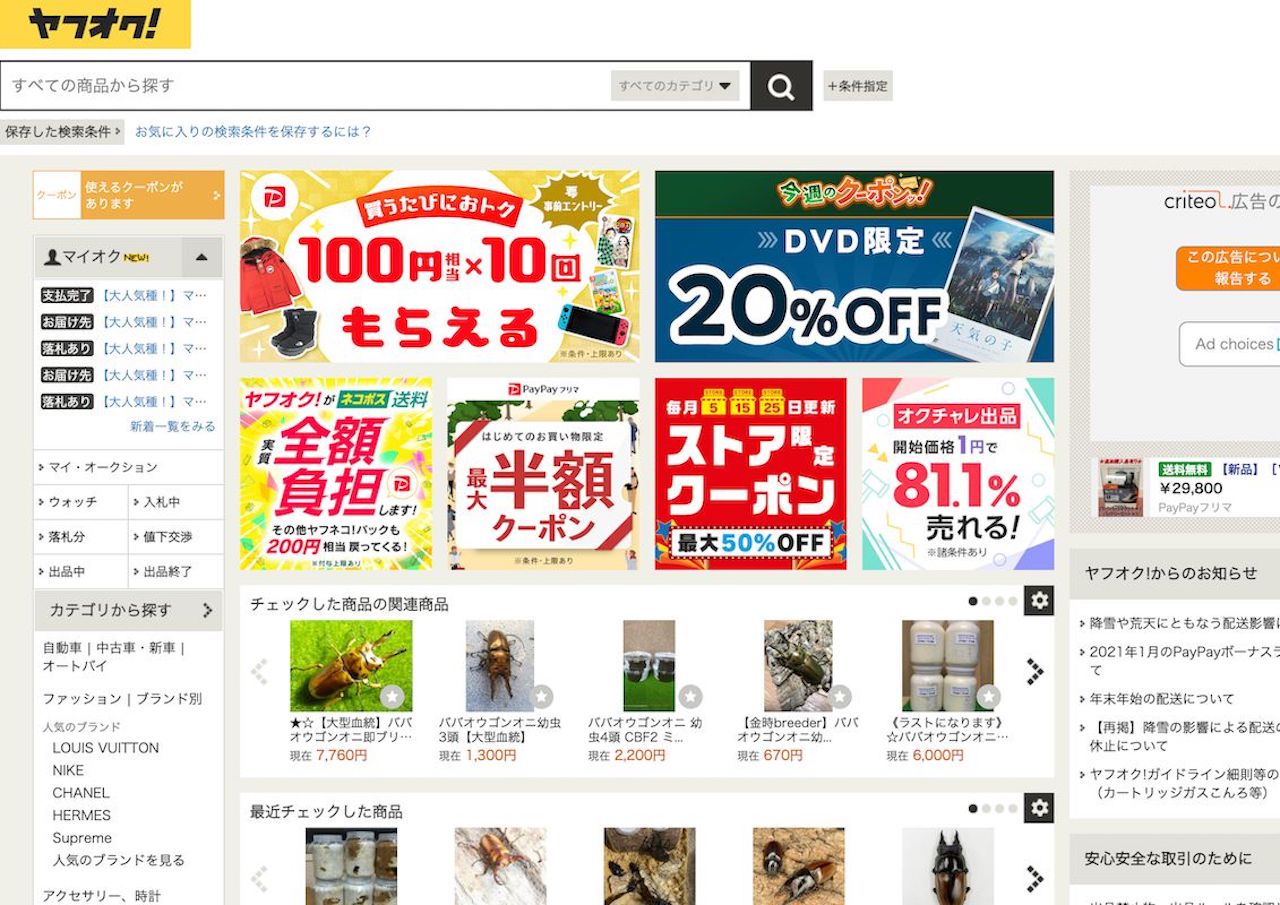 ヤフオク!
すべての商品から探す
すべてのカテゴリ
+条件指定
保存した検索条件
お気に入りの検索条件を保存するには?
クーポン
使えるクーポンが
あります
マイオク NEW!
支払完了 【大人気種!】マ…
お届け先 【大人気種!】マ…
落札あり 【大人気種!】マ…
お届け先 【大人気種!】マ…
落札あり 【大人気種!】マ…
新着一覧をみる
マイ・オークション
ウォッチ
入札中
落札分
値下交渉
出品中
出品終了
カテゴリから探す
自動車 | 中古車・新車 |
オートバイ
ファッション | ブランド別
人気のブランド
LOUIS VUITTON
NIKE
CHANEL
HERMES
Supreme
人気のブランドを見る
アクセサリー、時計
要
事前エントリー
買うたびにおトク
100円相当×10回
もらえる
※条件・上限あり
今週のクーポンッ!
DVD限定
20%OFF
天気の子
ヤフオク!がネコポス送料
実質
全額
負担します!
その他ヤフネコ!パックも
200円相当 戻ってくる!
※付与上限あり
PayPayフリマ
はじめてのお買い物限定
最大
半額
クーポン
※条件・上限あり
毎月5 15 25日更新
ストア限定
クーポン
最大50%OFF
オクチャレ出品
開始価格1円で
81.1%
売れる!
※諸条件あり
チェックした商品の関連商品
★☆【大型血統】ババ
オウゴンオニ即ブリ…
現在 7,760円
ババオウゴンオニ幼虫
3頭【大型血統】
現在 1,300円
ババオウゴンオニ 幼
虫4頭 CBF2 ミ...
現在 2,200円
【金時breeder】ババ
オウゴンオニ幼...
現在 670円
《ラストになります》
☆ババオウゴンオニ…
現在 6,000円
最近チェックした商品
criteo 広告の
この広告につい
報告する
Ad choices
送料無料 【新品】
¥29,800
PayPayフリマ
ヤフオク!からのお知らせ
降雪や荒天にともなう配送影響に
2021年1月のPayPayボーナスラ
て
年末年始の配送について
【再掲】降雪の影響による配送の
休止について
ヤフオク!ガイドライン細則等の
（カートリッジガスこんろ等）
安心安全な取引のために